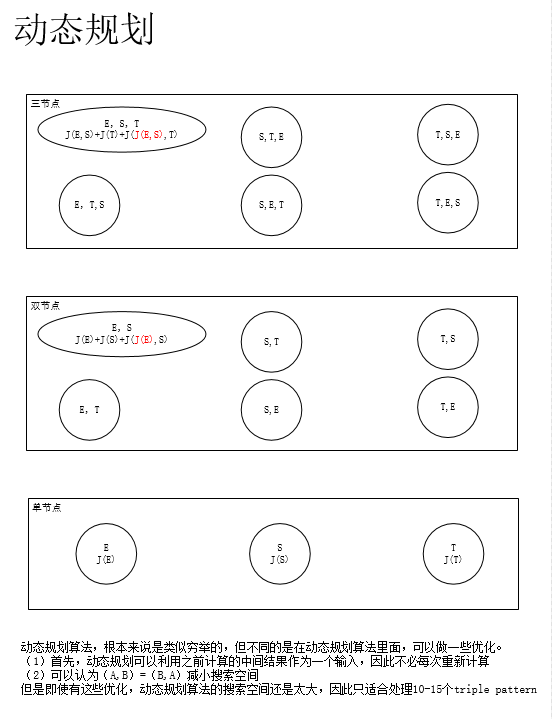 动态规划
三节点
E, S, T
J(E,S)+J(T)+J(J(E,S),T)
S,T,E
T,S,E
E, T,S
S,E,T
T,E,S
双节点
E, S
J(E)+J(S)+J(J(E),S)
S,T
T,S
E, T
S,E
T,E
单节点
E
J(E)
S
J(S)
T
J(T)
动态规划算法，根本来说是类似穷举的，但不同的是在动态规划算法里面，可以做一些优化。
（1）首先，动态规划可以利用之前计算的中间结果作为一个输入，因此不必每次重新计算
（2）可以认为（A,B）=（B,A）减小搜索空间
但是即使有这些优化，动态规划算法的搜索空间还是太大，因此只适合处理10-15个triple pattern